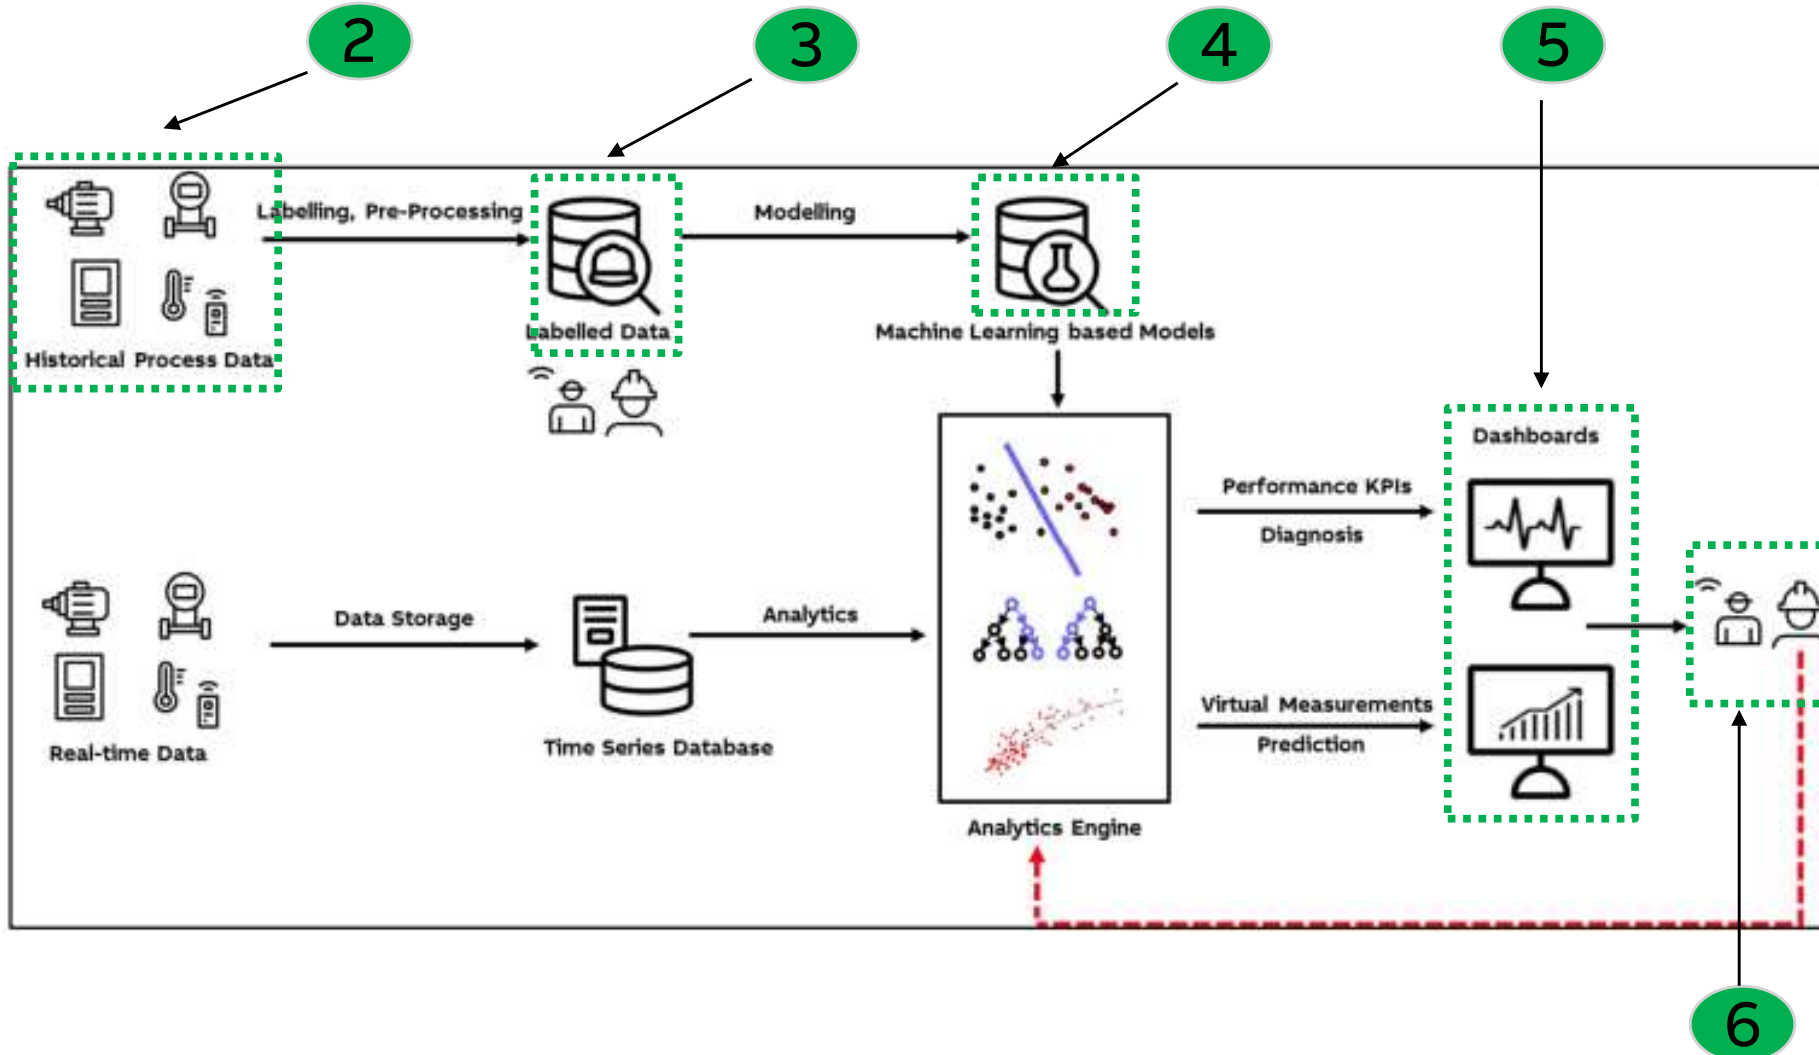 2
3
4
5
Labelling, Pre-Processing
Modelling
Labelled Data
Machine Learning based Models
Historical Process Data
Dashboards
Performance KPIs
Diagnosis
Data Storage
Analytics
Virtual Measurements
Prediction
Real-time Data
Time Series Database
Analytics Engine
6